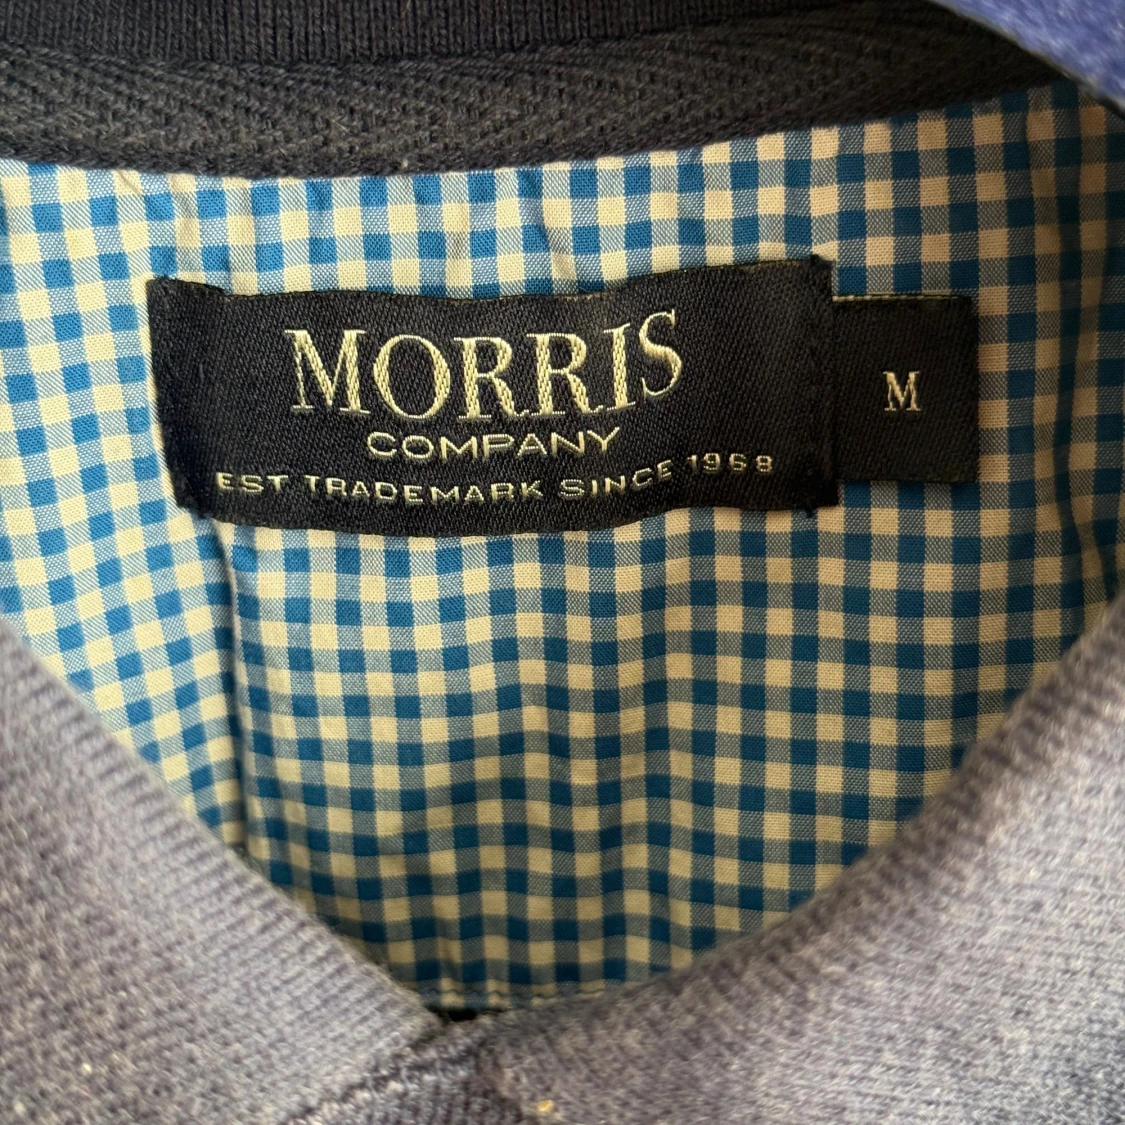 MORRIS
COMPANY
EST TRADEMARK SINCE 1968
M